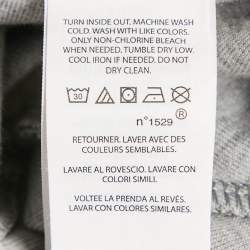 TURN INSIDE OUT. MACHINE WASH
COLD. WASH WITH LIKE COLORS.
ONLY NON-CHLORINE BLEACH
WHEN NEEDED. TUMBLE DRY LOW.
COOL IRON IF NEEDED. DO NOT
DRY CLEAN.
30
n°1529 ®
RETOURNER. LAVER AVEC DES
COULEURS SEMBLABLES.
LAVARE AL ROVESCIO. LAVARE CON
COLORI SIMILI.
VOLTEE LA PRENDA AL REVÉS.
LAVAR CON COLORES SIMILARES.